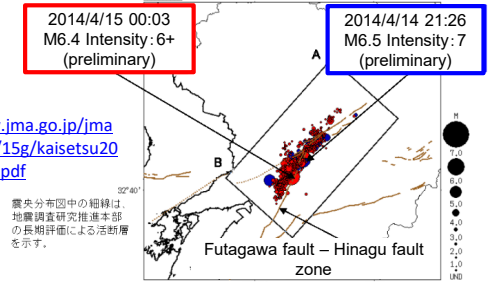 2014/4/15 00:03
M6.4 Intensity:6+
(preliminary)
2014/4/14 21:26
M6.5 Intensity:7
(preliminary)
A
.jma.go.jp/jma
/15g/kaisetsu20
pdf
B
32°40'
震央分布図中の細線は、
地震調査研究推進本部
の長期評価による活断層
を示す。
Futagawa fault – Hinagu fault
zone
M
7.0
6.0
5.0
4.0
3.0
2.0
1.0
UND